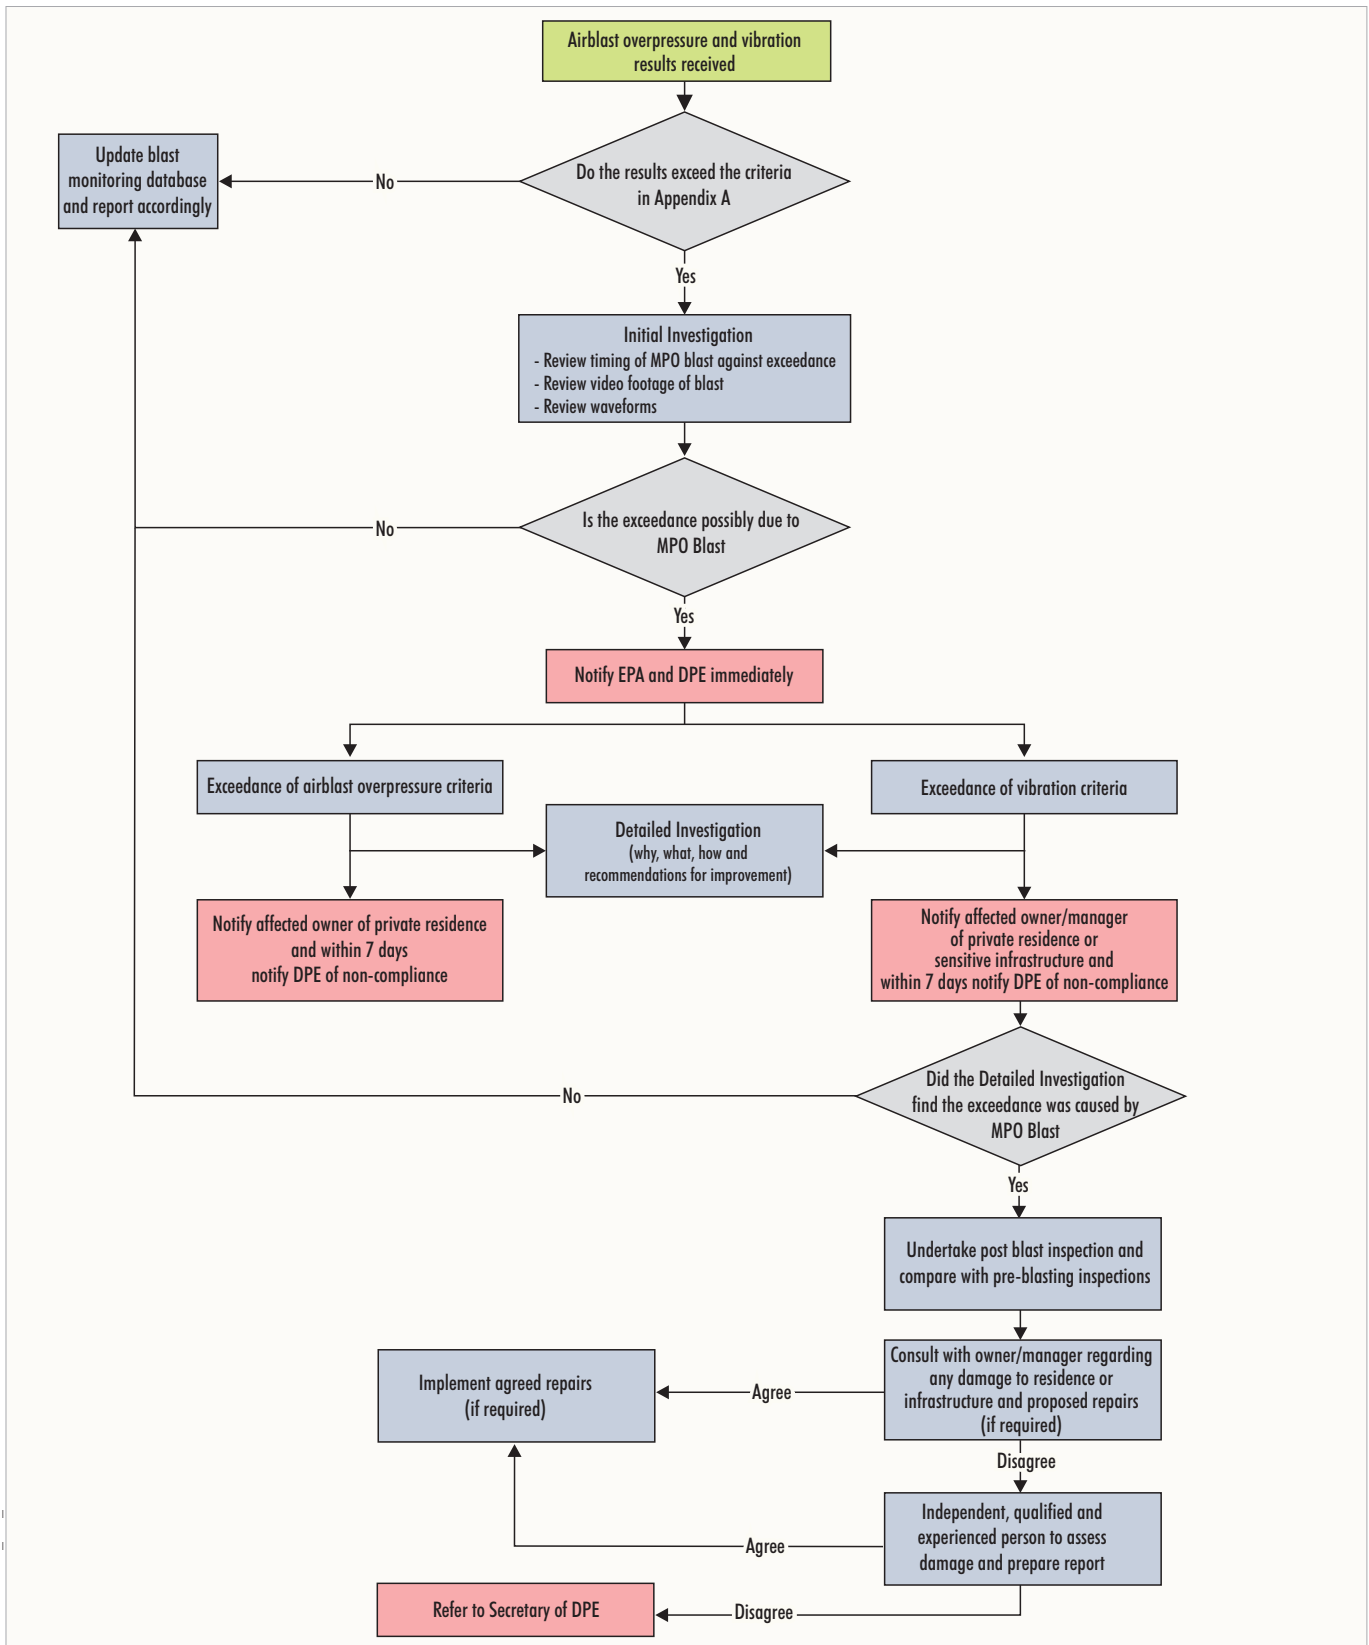 Airblast overpressure and vibration
results received
Update blast
monitoring database
and report accordingly
No
Do the results exceed the criteria
in Appendix A
Yes
Initial Investigation
- Review timing of MPO blast against exceedance
- Review video footage of blast
- Review waveforms
No
Is the exceedance possibly due to
MPO Blast
Yes
Notify EPA and DPE immediately
Exceedance of airblast overpressure criteria
Exceedance of vibration criteria
Detailed Investigation
(why, what, how and
recommendations for improvement)
Notify affected owner of private residence
and within 7 days
notify DPE of non-compliance
Notify affected owner/manager
of private residence or
sensitive infrastructure and
within 7 days notify DPE of non-compliance
No
Did the Detailed Investigation
find the exceedance was caused by
MPO Blast
Yes
Undertake post blast inspection and
compare with pre-blasting inspections
Implement agreed repairs
(if required)
Agree
Consult with owner/manager regarding
any damage to residence or
infrastructure and proposed repairs
(if required)
Disagree
Independent, qualified and
experienced person to assess
damage and prepare report
Agree
Refer to Secretary of DPE
Disagree